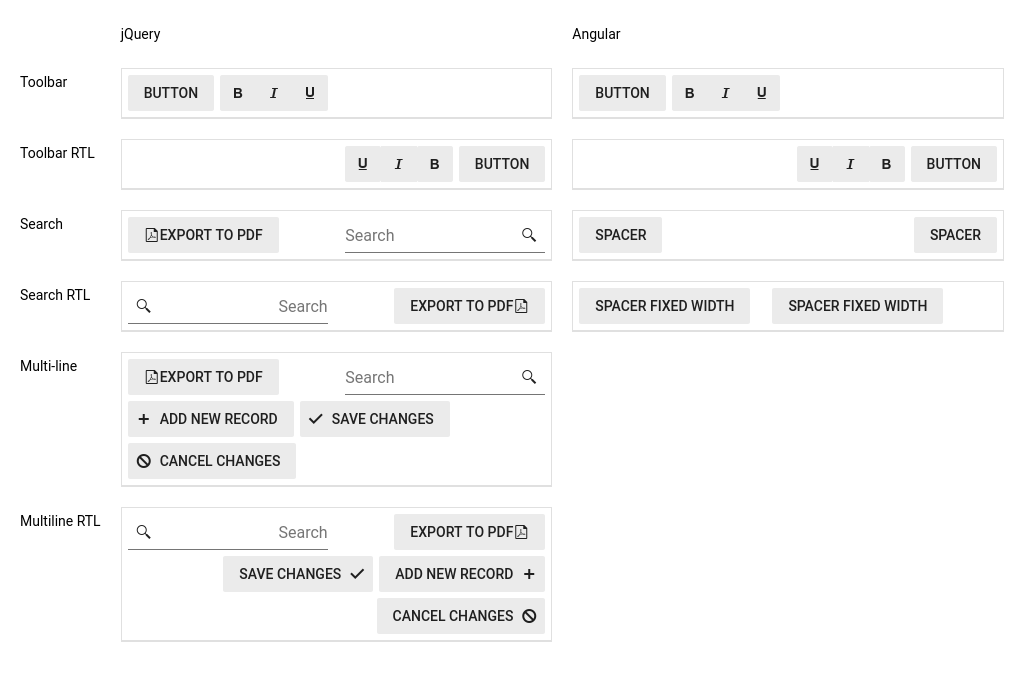 jQuery Angular
Toolbar BUTTON B I U BUTTON B I U
Toolbar RTL U I B BUTTON U I B BUTTON
Search EXPORT TO PDF Search SPACER SPACER
Search RTL Search EXPORT TO PDF SPACER FIXED WIDTH SPACER FIXED WIDTH
Multi-line EXPORT TO PDF Search
ADD NEW RECORD SAVE CHANGES
CANCEL CHANGES
Multiline RTL Search EXPORT TO PDF
SAVE CHANGES ADD NEW RECORD
CANCEL CHANGES